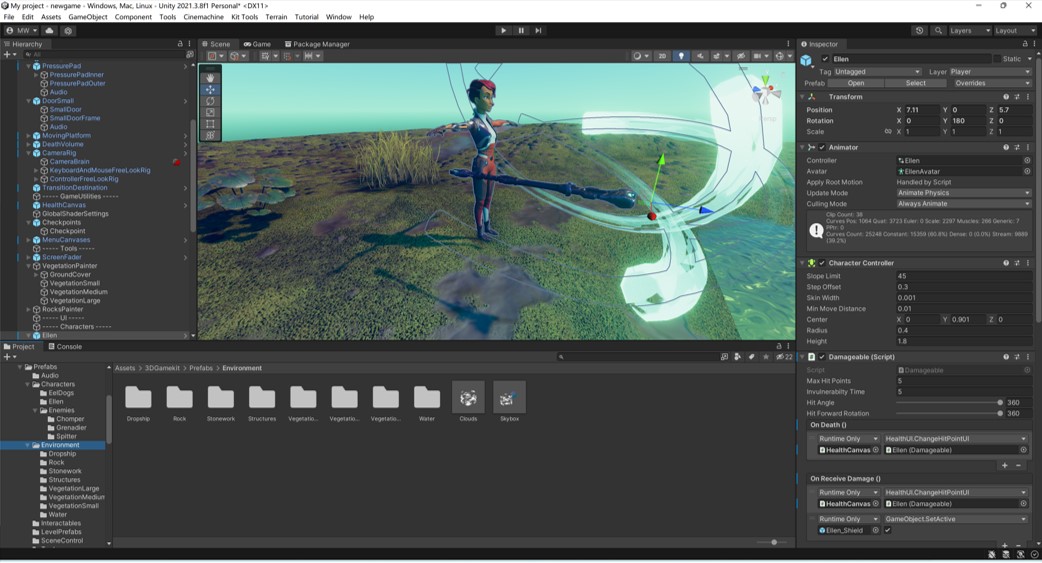 My project - newgame - Windows, Mac, Linux - Unity 2021.3.8f1 Personal* <DX11>
File Edit Assets GameObject Component Tools Cinemachine Kit Tools Terrain Tutorial Window Help
MW
Layers
Layout
Hierarchy
All
PressurePad
PressurePadInner
PressurePadOuter
Audio
DoorSmall
SmallDoor
SmallDoorFrame
Audio
MovingPlatform
DeathVolume
CameraRig
CameraBrain
KeyboardAndMouseFreeLookRig
ControllerFreeLookRig
TransitionDestination
----- GameUtilities -----
HealthCanvas
GlobalShaderSettings
Checkpoints
Checkpoint
MenuCanvases
----- Tools -----
ScreenFader
VegetationPainter
GroundCover
VegetationSmall
VegetationMedium
VegetationLarge
RocksPainter
----- UI -----
----- Characters -----
Ellen
Scene Game Package Manager
2D
Project Console
22
Prefabs
Audio
Characters
EelDogs
Ellen
Enemies
Chomper
Grenadier
Spitter
Environment
Dropship
Rock
Stonework
Structures
VegetationLarge
VegetationMedium
VegetationSmall
Water
Interactables
LevelPrefabs
SceneControl
Assets > 3DGamekit > Prefabs > Environment
Dropship Rock Stonework Structures Vegetatio... Vegetatio... Vegetatio... Water Clouds Skybox
Inspector
Ellen
Static
Tag Untagged Layer Player
Prefab Open Select Overrides
Transform
Position X 7.11 Y 0 Z 5.7
Rotation X 0 Y 180 Z 0
Scale X 1 Y 1 Z 1
Animator
Controller Ellen
Avatar EllenAvatar
Apply Root Motion Handled by Script
Update Mode Animate Physics
Culling Mode Always Animate
Clip Count: 38
Curves Pos: 1084 Quat: 3723 Euler: 0 Scale: 2297 Muscles: 266 Generic: 7
PPtr: 0
Curves Count: 25248 Constant: 15359 (60.8%) Dense: 0 (0.0%) Stream: 9889
(39.2%)
Character Controller
Slope Limit 45
Step Offset 0.3
Skin Width 0.001
Min Move Distance 0.01
Center X 0 Y 0.901 Z 0
Radius 0.4
Height 1.8
Damageable (Script)
Script Damageable
Max Hit Points 5
Invulnerabiity Time 5
Hit Angle 360
Hit Forward Rotation 360
On Death ()
Runtime Only HealthUI.ChangeHitPointUI
HealthCanvas Ellen (Damageable)
On Receive Damage ()
Runtime Only HealthUI.ChangeHitPointUI
HealthCanvas Ellen (Damageable)
Runtime Only GameObject.SetActive
Ellen_Shield